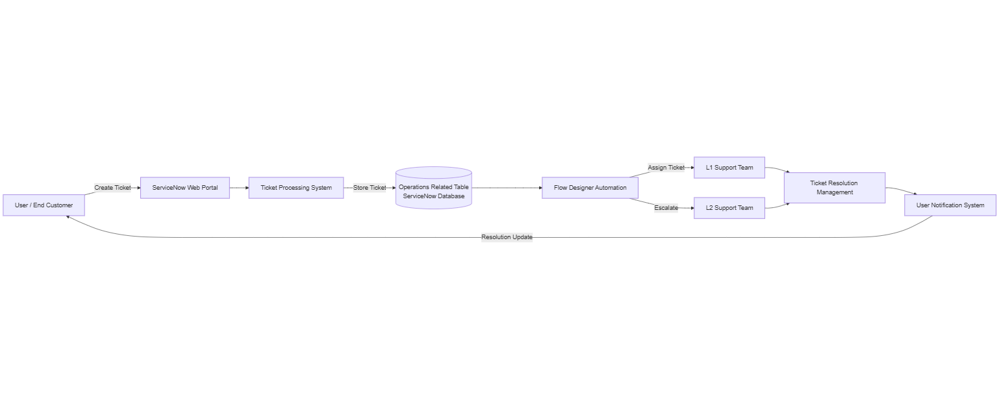 User / End Customer
Create Ticket
ServiceNow Web Portal
Ticket Processing System
Store Ticket
Operations Related Table
ServiceNow Database
Flow Designer Automation
Assign Ticket
Escalate
L1 Support Team
L2 Support Team
Ticket Resolution
Management
User Notification System
Resolution Update